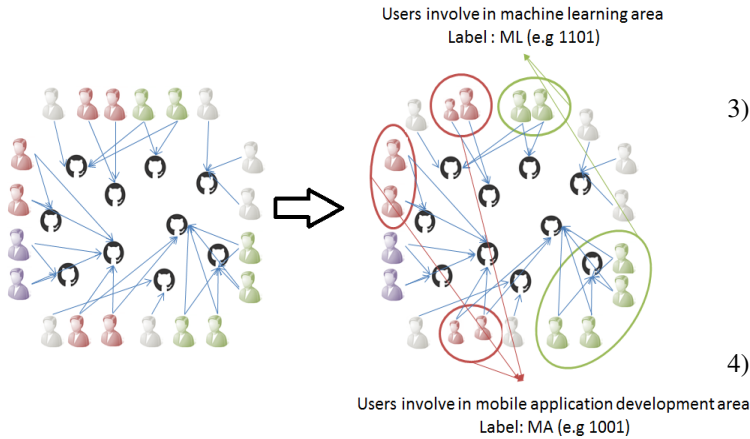 Users involve in machine learning area
Label : ML (e.g 1101)
3)
4)
Users involve in mobile application development area
Label: MA (e.g 1001)